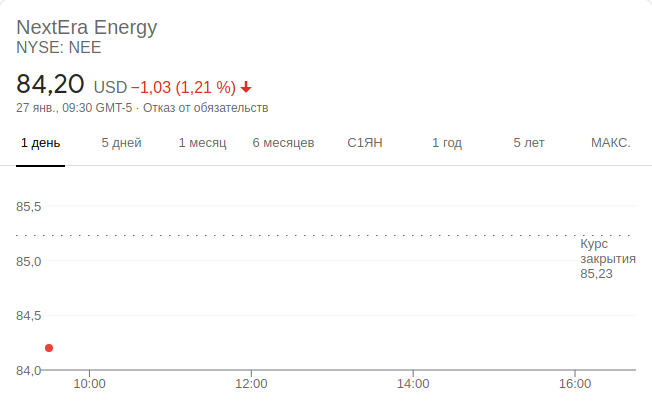 NextEra Energy
NYSE: NEE
84,20 USD −1,03 (1,21 %)
27 янв., 09:30 GMT-5 · Отказ от обязательств
1 день 5 дней 1 месяц 6 месяцев С1ЯН 1 год 5 лет МАКС.
85,5
85,0
84,5
84,0
Курс
закрытия
85,23
10:00 12:00 14:00 16:00